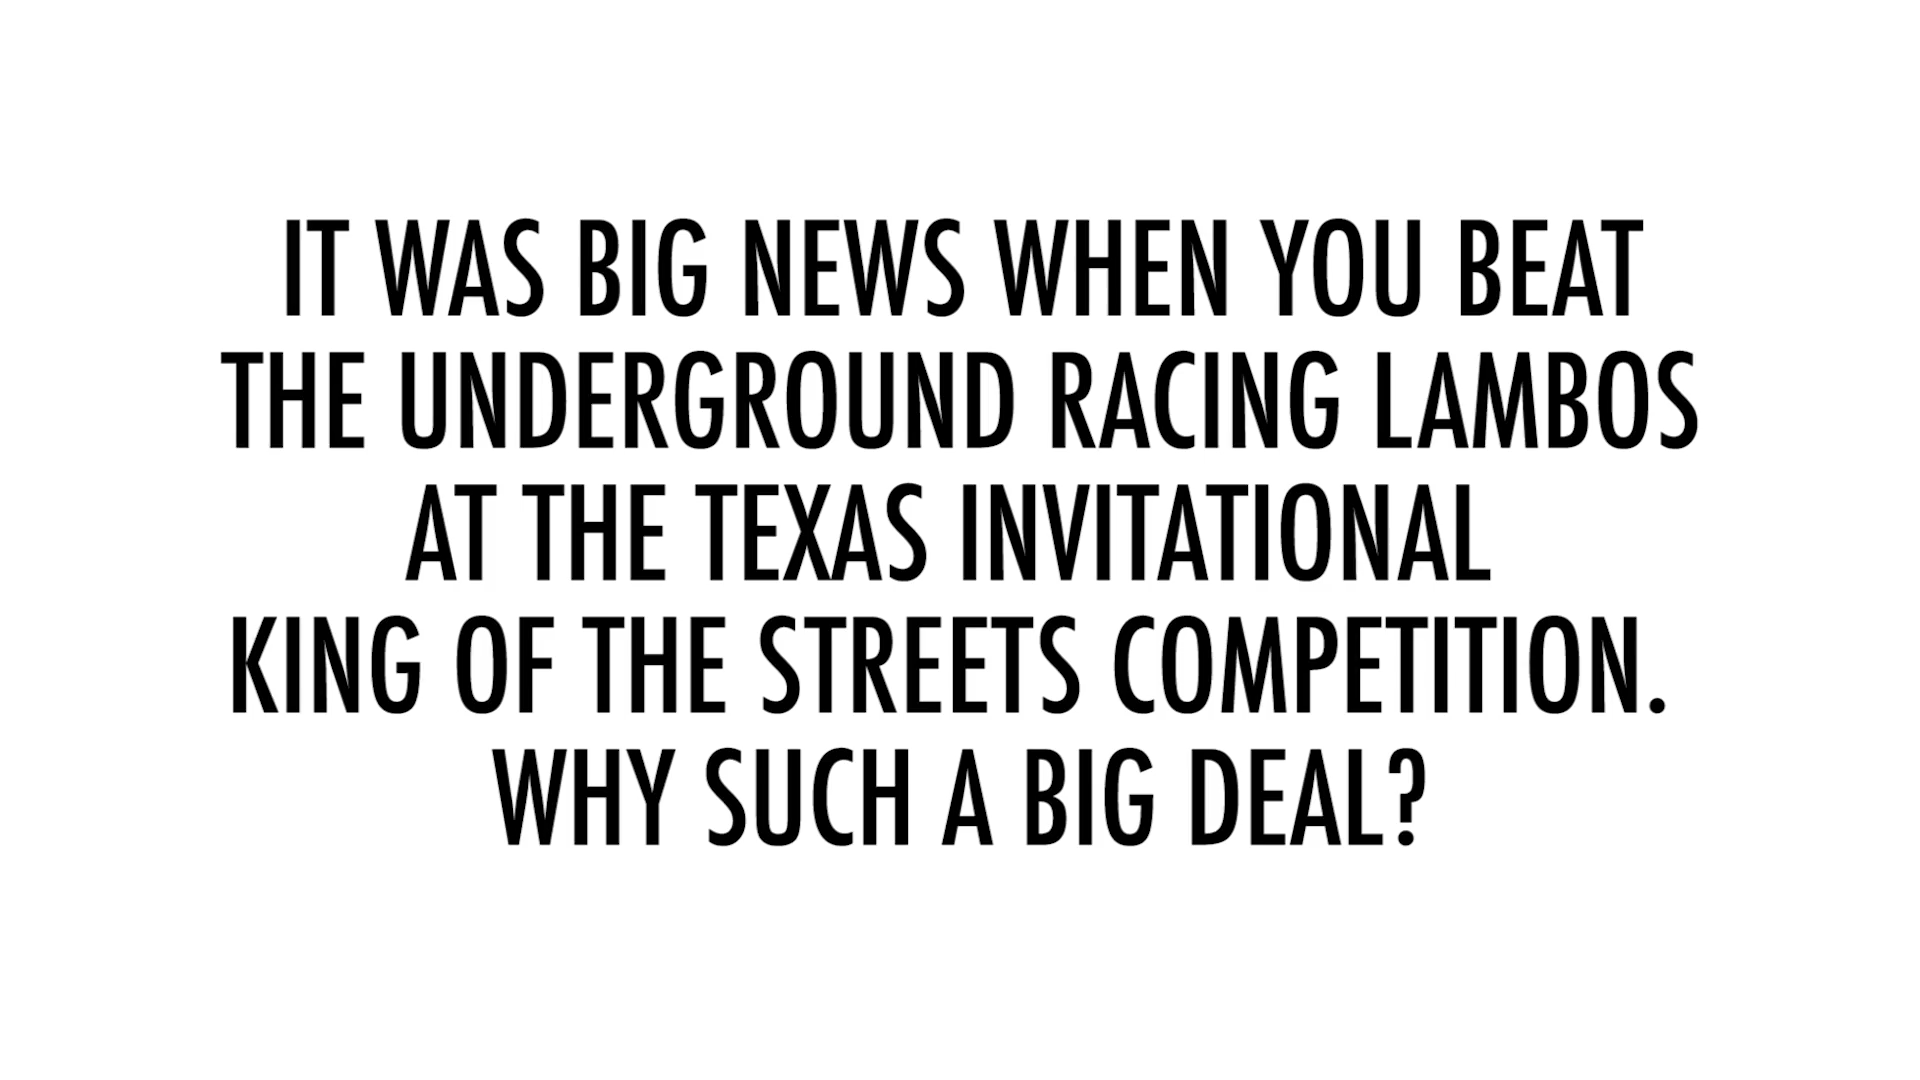 IT WAS BIG NEWS WHEN YOU BEAT
THE UNDERGROUND RACING LAMBOS
AT THE TEXAS INVITATIONAL
KING OF THE STREETS COMPETITION.
WHY SUCH A BIG DEAL?